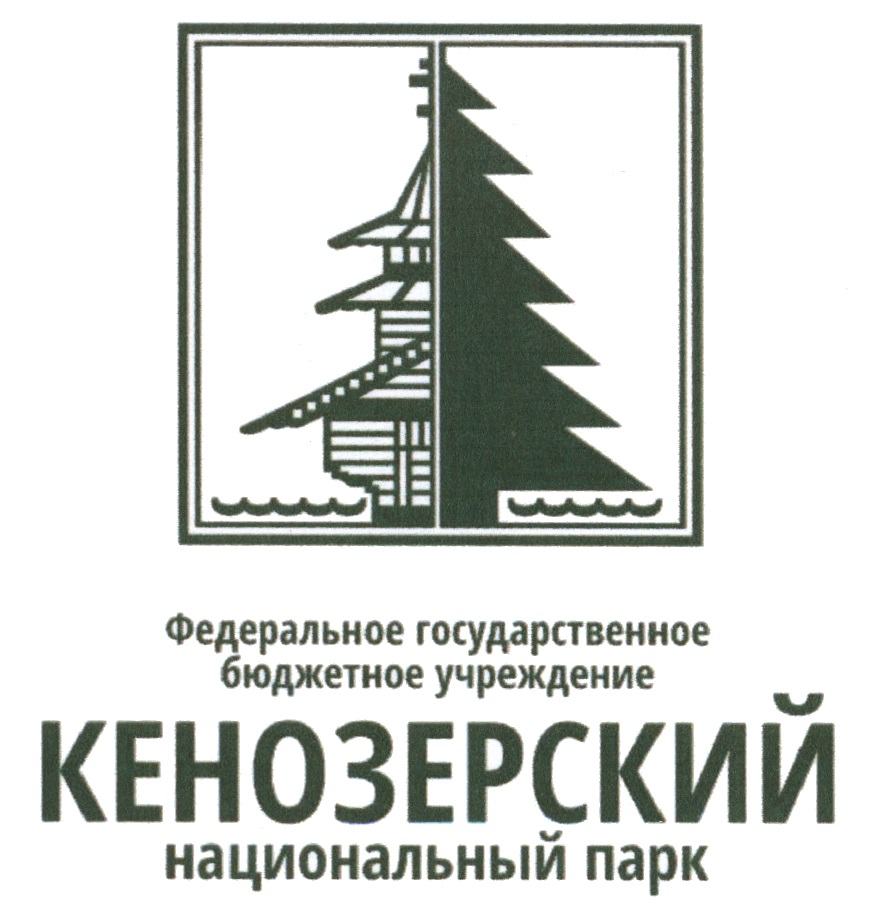 Федеральное государственное
бюджетное учреждение
КЕНОЗЕРСКИЙ
национальный парк